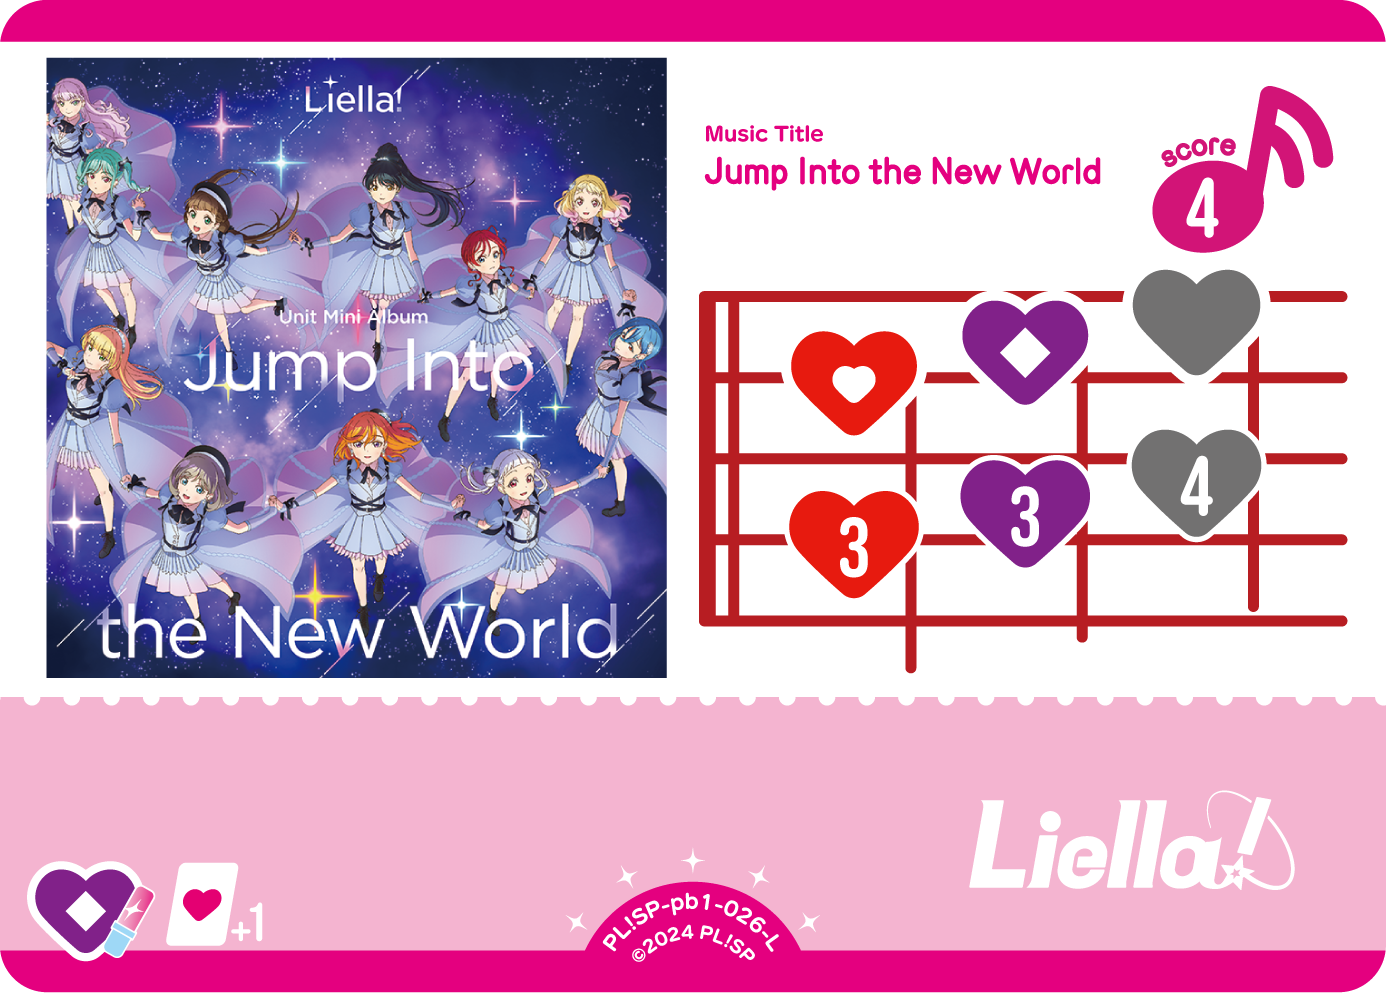 Liella!
Unit Mini Album
Jump Into
the New World
Music Title
Jump Into the New World
score
4
3
3
4
Liella!
+1
PL!SP-pb1-026-L
©2024 PL!SP